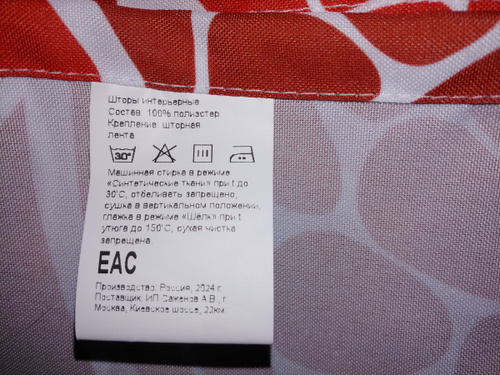 Шторы интерьерные
Состав: 100% полиэстер
Крепление: шторная
лента
30°
Машинная стирка в режиме
«Синтетические ткани» при t до
30°С, отбеливать запрещено,
сушка в вертикальном положении,
глажка в режиме «Шёлк» при t
утюга до 150°С, сухая чистка
запрещена
ЕАС
Производство: Россия, 2024 г.
Поставщик: ИП Саженов А.В., г.
Москва, Киевское шоссе, 22км.